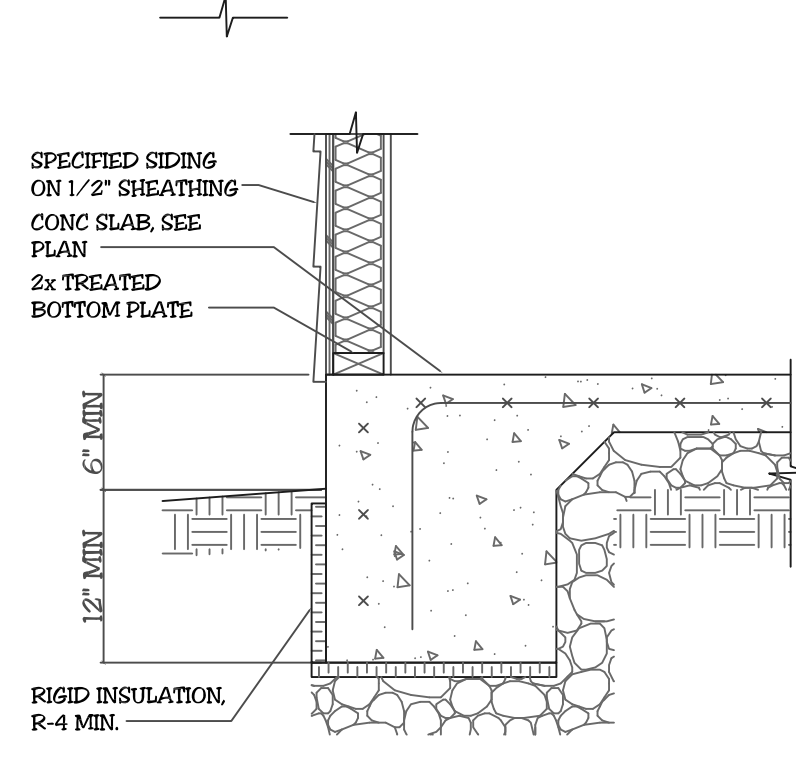 SPECIFIED SIDING
ON 1/2" SHEATHING
CONC SLAB, SEE
PLAN
2x TREATED
BOTTOM PLATE
6" MIN
12" MIN
RIGID INSULATION,
R-4 MIN.